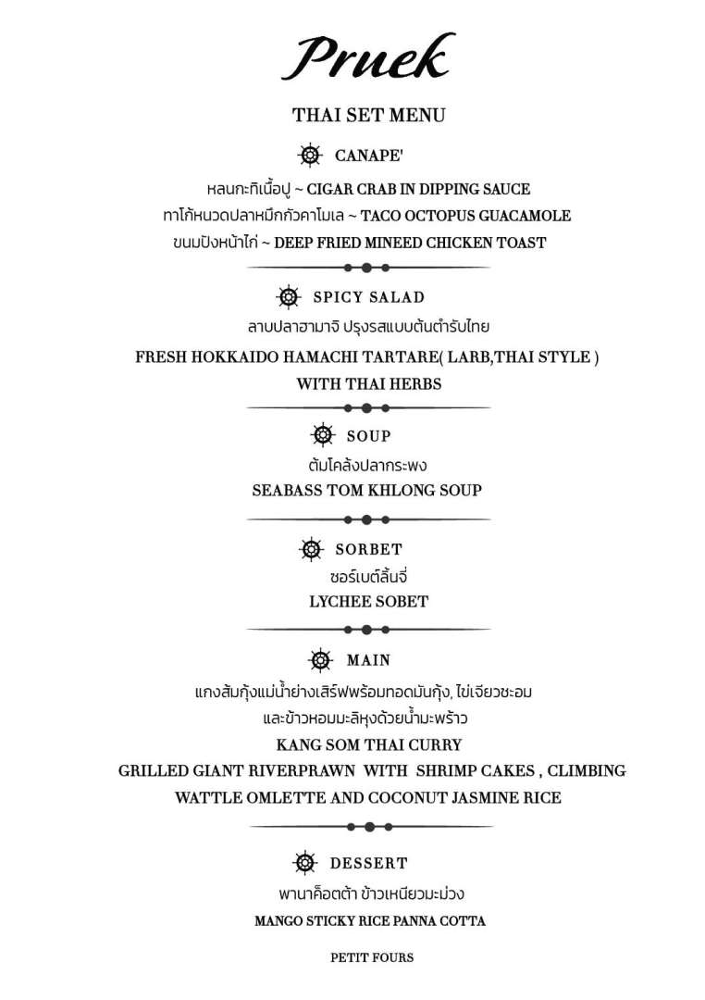 Pruek
THAI SET MENU
CANAPE'
หลนกะทิเนื้อปู ~ CIGAR CRAB IN DIPPING SAUCE
ทาโก้หนวดปลาหมึกกัวคาโมเล ~ TACO OCTOPUS GUACAMOLE
ขนมปังหน้าไก่ ~ DEEP FRIED MINEED CHICKEN TOAST
SPICY SALAD
ลาบปลาฮามาจิ ปรุงรสแบบต้นตำรับไทย
FRESH HOKKAIDO HAMACHI TARTARE( LARB,THAI STYLE )
WITH THAI HERBS
SOUP
ต้มโคล้งปลากระพง
SEABASS TOM KHLONG SOUP
SORBET
ซอร์เบต์ลิ้นจี่
LYCHEE SOBET
MAIN
แกงส้มกุ้งแม่น้ำย่างเสิร์ฟพร้อมทอดมันกุ้ง, ไข่เจียวชะอม
และข้าวหอมมะลิหุงด้วยน้ำมะพร้าว
KANG SOM THAI CURRY
GRILLED GIANT RIVERPRAWN WITH SHRIMP CAKES , CLIMBING
WATTLE OMLETTE AND COCONUT JASMINE RICE
DESSERT
พานาค็อตต้า ข้าวเหนียวมะม่วง
MANGO STICKY RICE PANNA COTTA
PETIT FOURS